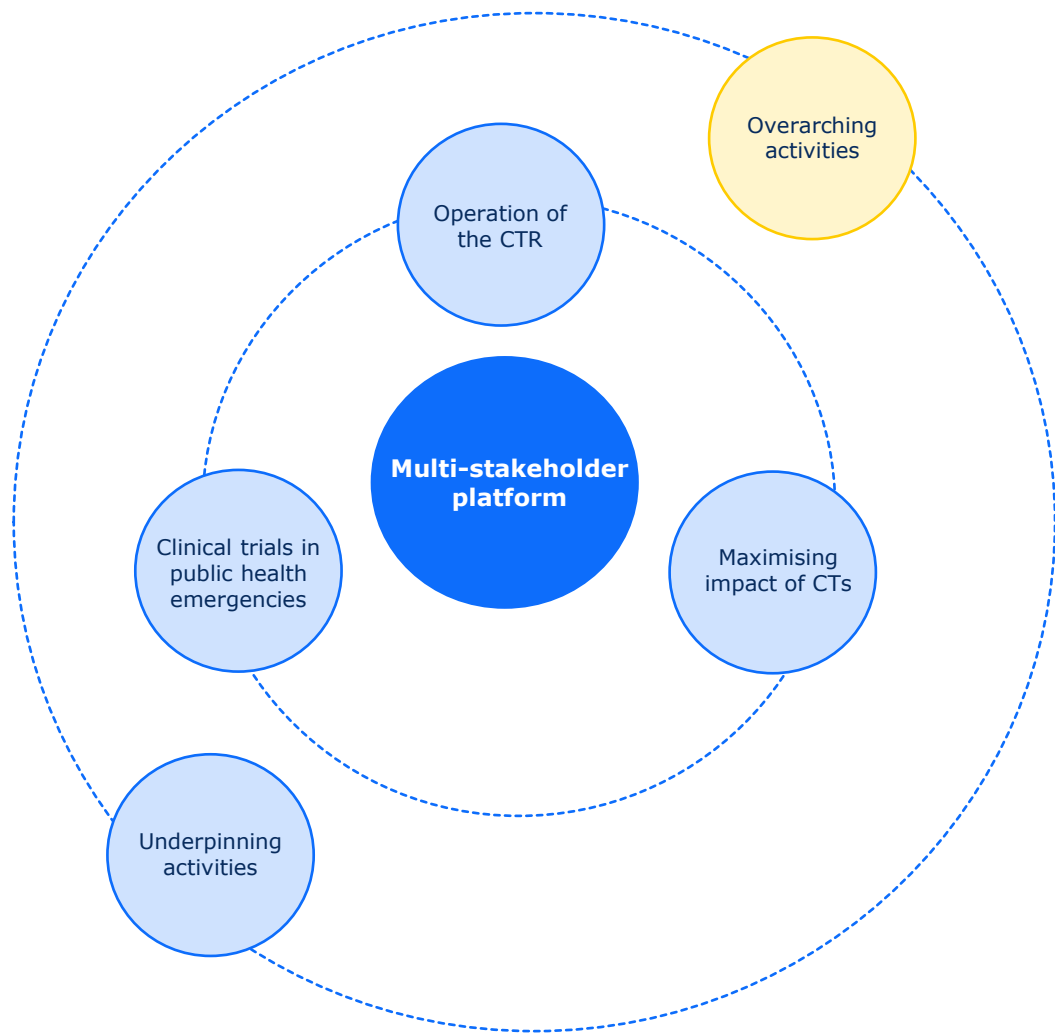 Overarching
activities
Operation of
the CTR
Multi-stakeholder
platform
Clinical trials in
public health
emergencies
Maximising
impact of CTs
Underpinning
activities